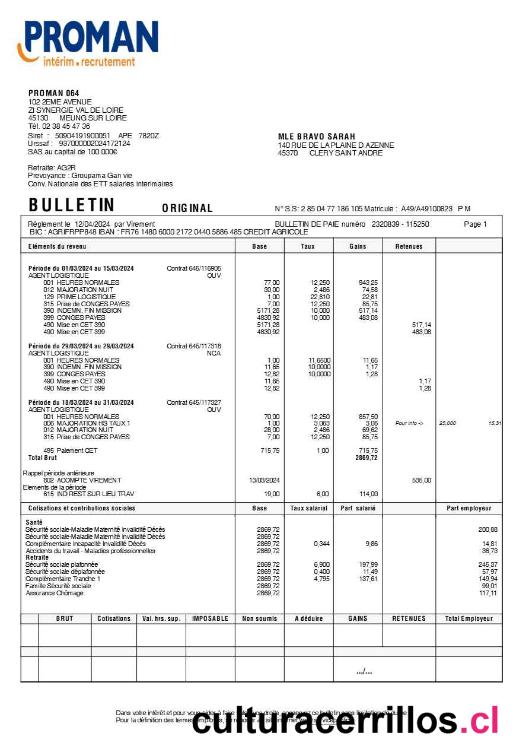 PROMAN
intérim.recrutement
PROMAN 064
102 2EME AVENUE
ZI SYNERGIE VAL DE LOIRE
45130 MEUNG SUR LOIRE
Tél. 02 38 45 47 36
Siret : 50904191900051 APE 7820Z
Urssaf : 937000002024172124
SAS au capital de 100 000€
MLE BRAVO SARAH
140 RUE DE LA PLAINE D AZENNE
45370 CLERY SAINT ANDRE
Retraite: AG2R
Prévoyance : Groupama Gan vie
Conv. Nationale des ETT salariés intérimaires
BULLETIN ORIGINAL N° S.S: 2 85 04 77 186 105 Matricule : A49/A49100823 P M
Règlement le 12/04/2024 par Virement BULLETIN DE PAIE numéro 2320839 - 115250 Page 1
BIC : AGRIFRPP848 IBAN : FR76 1480 6000 2172 0440 5886 485 CREDIT AGRICOLE
Eléments du revenu Base Taux Gains Retenues
Période du 01/03/2024 au 15/03/2024 Contrat 646/116905
AGENT LOGISTIQUE OUV
001 HEURES NORMALES 77,00 12,250 943,25
012 MAJORATION NUIT 30,00 2,486 74,58
129 PRIME LOGISTIQUE 1,00 22,810 22,81
315 Prise de CONGES PAYES 7,00 12,250 85,75
390 INDEMN. FIN MISSION 5171,28 10,000 517,14
399 CONGES PAYES 4830,92 10,000 483,08
490 Mise en CET 390 5171,28 517,14
490 Mise en CET 399 4830,92 483,08
Période du 29/03/2024 au 29/03/2024 Contrat 646/117318
AGENT LOGISTIQUE NCA
001 HEURES NORMALES 1,00 11,6500 11,65
390 INDEMN. FIN MISSION 11,65 10,0000 1,17
399 CONGES PAYES 12,82 10,0000 1,28
490 Mise en CET 390 11,65 1,17
490 Mise en CET 399 12,82 1,28
Période du 18/03/2024 au 31/03/2024 Contrat 645/117327
AGENT LOGISTIQUE OUV
001 HEURES NORMALES 70,00 12,250 857,50
006 MAJORATION HS TAUX 1 1,00 3,063 3,06 Pour info -> 25,000 15,31
012 MAJORATION NUIT 28,00 2,486 69,62
315 Prise de CONGES PAYES 7,00 12,250 85,75
495 Paiement CET 715,75 1,00 715,75
Total Brut 2869,72
Rappel période antérieure
602 ACOMPTE VIREMENT 13/03/2024 536,00
Eléments de la période
615 IND REST SUR LIEU TRAV 19,00 6,00 114,00
Cotisations et contributions sociales Base Taux salarial Part salarié Part employeur
Santé
Sécurité sociale-Maladie Maternité Invalidité Décès 2869,72 200,88
Sécurité sociale-Maladie Maternité Invalidité Décès 2869,72
Complémentaire Incapacité Invalidité Décès 2869,72 0,344 9,86 14,81
Accidents du travail - Maladies professionnelles 2869,72 38,73
Retraite
Sécurité sociale plafonnée 2869,72 6,900 197,99 245,37
Sécurité sociale déplafonnée 2869,72 0,400 11,49 57,97
Complémentaire Tranche 1 2869,72 4,795 137,61 149,94
Famille Sécurité sociale 2869,72 99,01
Assurance Chômage 2869,72 117,11
BRUT Cotisations Val. hrs. sup. IMPOSABLE Non soumis A déduire GAINS RETENUES Total Employeur
.../...
Dans votre intérêt et pour vous aider à faire
Pour la définition des termes
culturacerrillos.cl